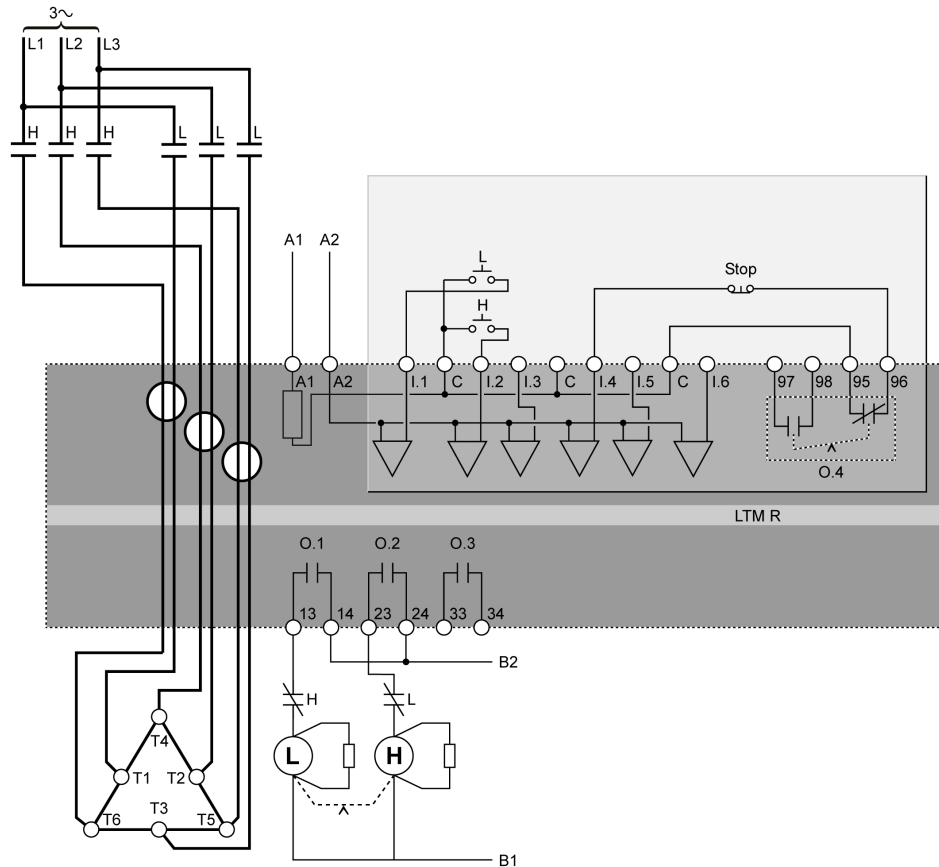 3~
L1 L2 L3
H H H L L L
A1 A2
L
H
Stop
A1 A2 I.1 C I.2 I.3 C I.4 I.5 C I.6 97 98 95 96
O.4
LTM R
O.1 O.2 O.3
13 14 23 24 33 34
B2
H L
L H
T4
T1 T2
T6 T3 T5
B1